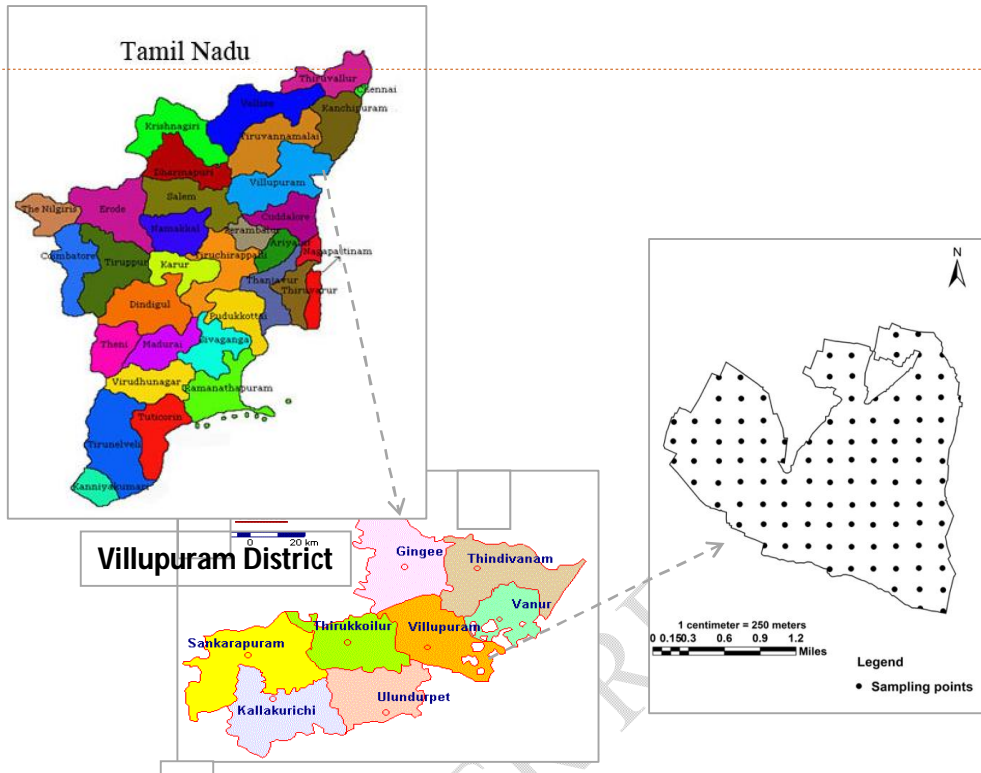 Tamil Nadu
Thiruvallur
Chennai
Vellore
Kanchipuram
Krishnagiri
Tiruvannamalai
Dharmapuri
Villupuram
Salem
The Nilgiris
Erode
Cuddalore
Namakkal
Perambalur
Ariyalur
Nagapattinam
Coimbatore
Tiruppur
Karur
Tiruchirappalli
Thanjavur
Thiruvarur
Dindigul
Pudukkottai
Theni
Madurai
Sivaganga
Virudhunagar
Ramanathapuram
Tuticorin
Tirunelveli
Kanniyakumari
0 20 km
Villupuram District
Gingee
Thindivanam
Vanur
Villupuram
Thirukkoilur
Sankarapuram
Ulundurpet
Kallakurichi
N
1 centimeter = 250 meters
0 0.150.3 0.6 0.9 1.2
Miles
Legend
Sampling points